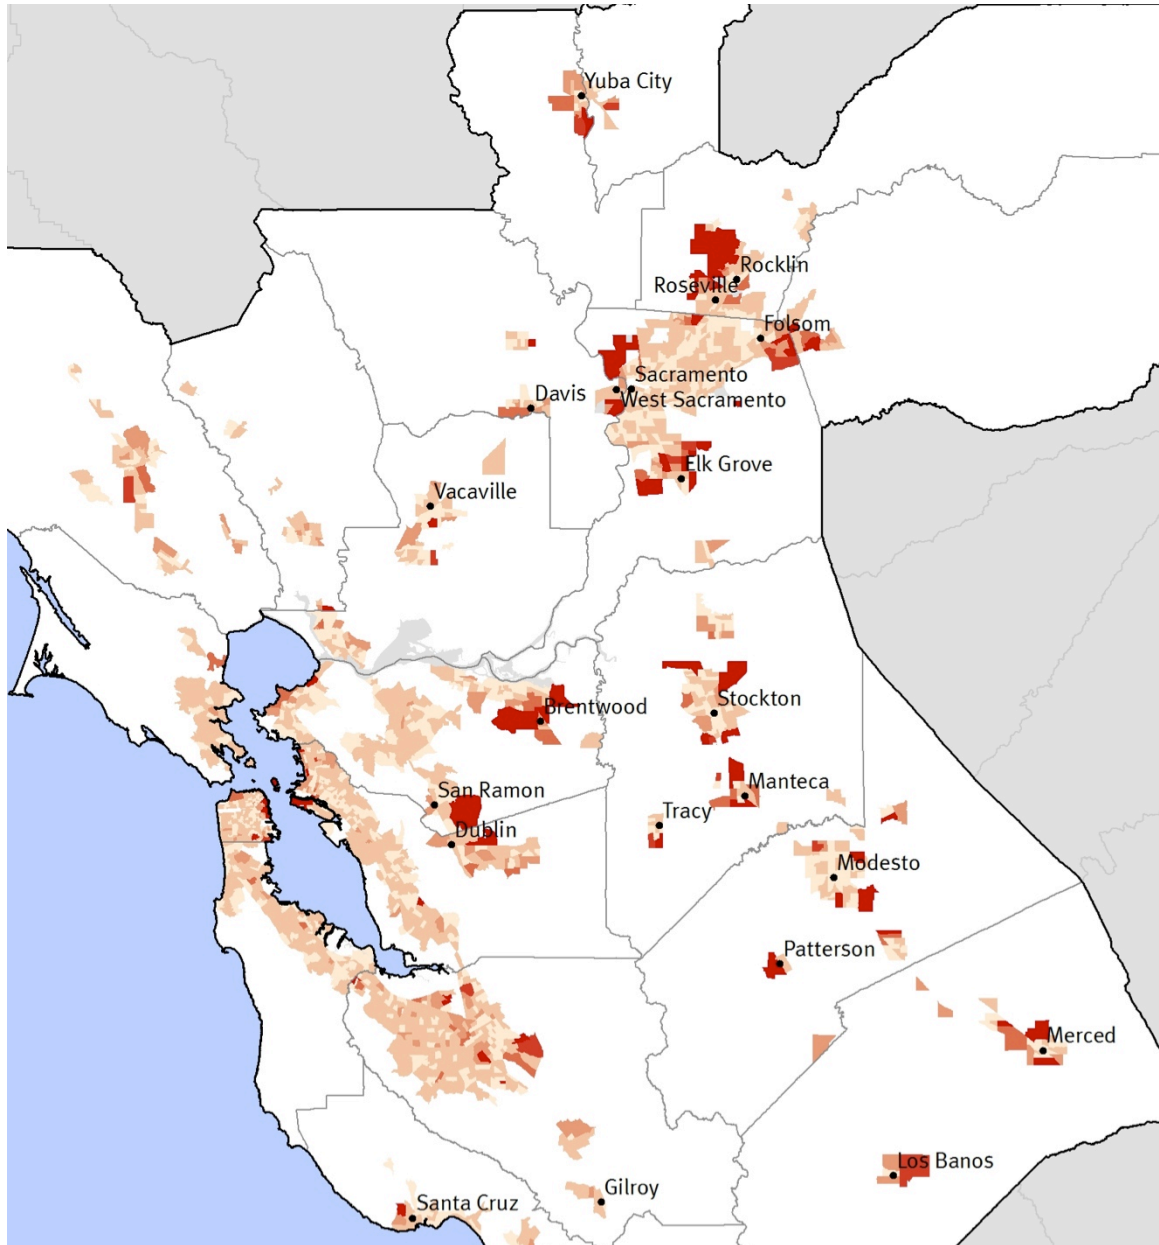 Yuba City
Rocklin
Roseville
Folsom
Sacramento
Davis
West Sacramento
Elk Grove
Vacaville
Brentwood
Stockton
San Ramon
Manteca
Tracy
Dublin
Modesto
Patterson
Merced
Los Banos
Gilroy
Santa Cruz